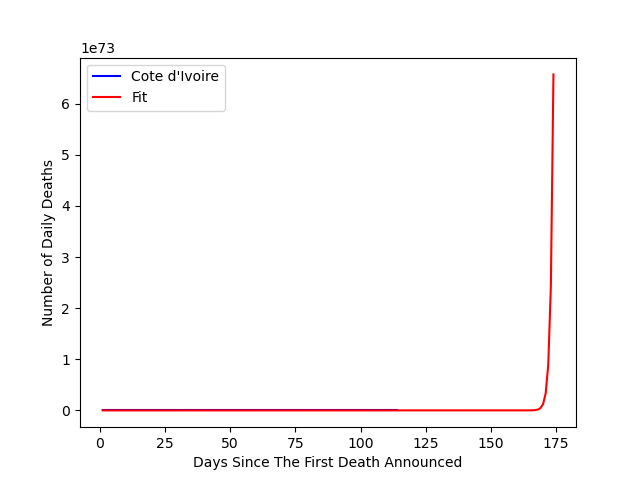 1e73
Cote d'Ivoire
Fit
6
5
4
3
2
1
0
Number of Daily Deaths
0 25 50 75 100 125 150 175
Days Since The First Death Announced